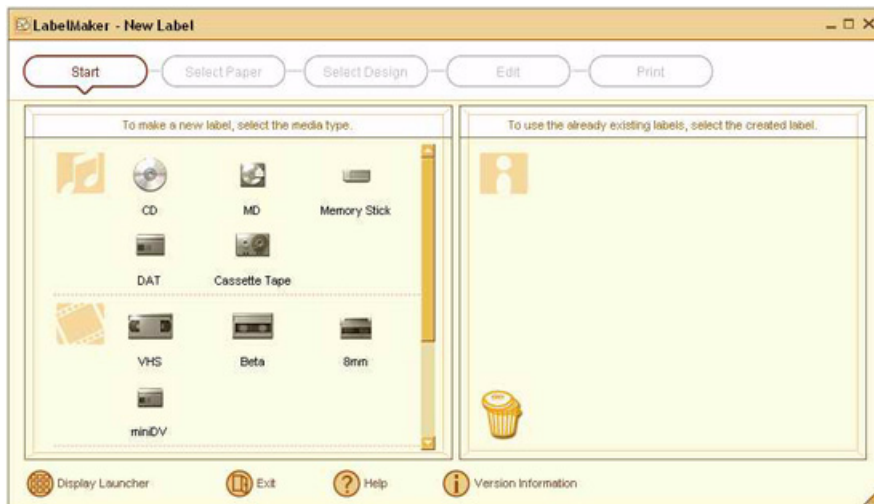 LabelMaker - New Label
Start
Select Paper
Select Design
Edit
Print
To make a new label, select the media type.
CD
MD
Memory Stick
DAT
Cassette Tape
VHS
Beta
8mm
miniDV
To use the already existing labels, select the created label.
Display Launcher
Exit
Help
Version Information